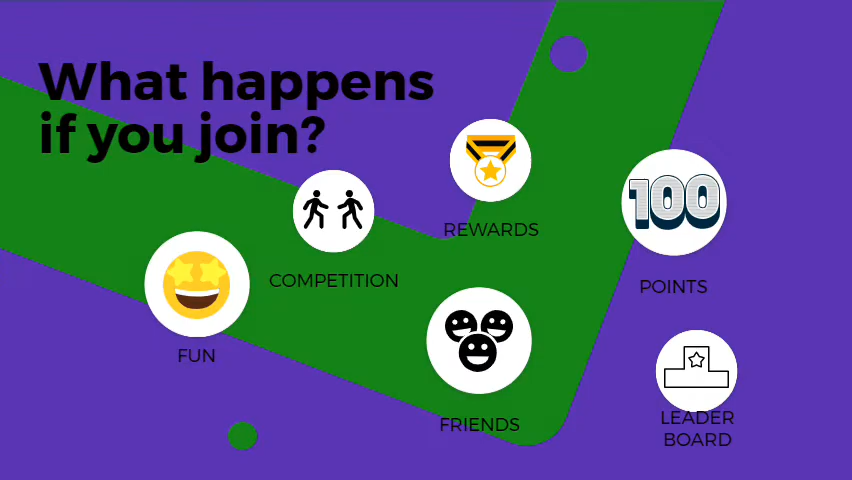 What happens
if you join?
REWARDS
100
COMPETITION
POINTS
FUN
FRIENDS
LEADER
BOARD